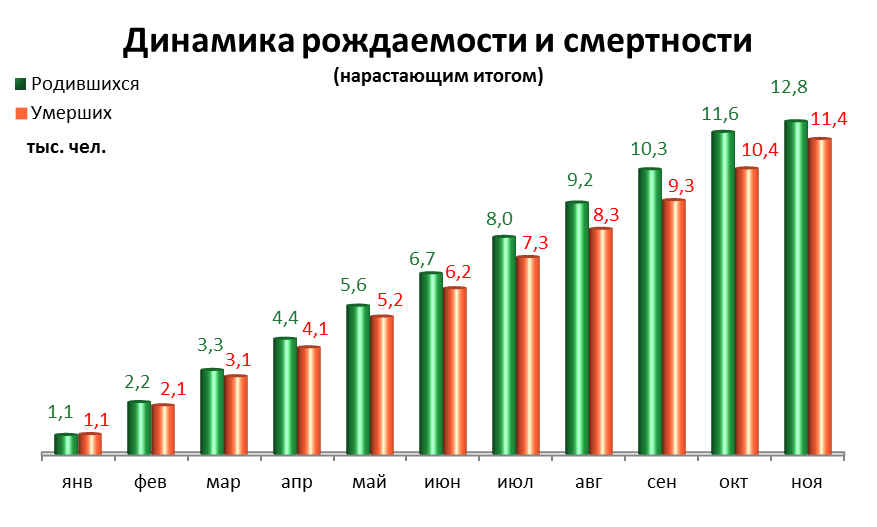 Динамика рождаемости и смертности
(нарастающим итогом)
Родившихся
Умерших
тыс. чел.
1,1 1,1
2,2 2,1
3,3 3,1
4,4 4,1
5,6 5,2
6,7 6,2
8,0 7,3
9,2 8,3
10,3 9,3
11,6 10,4
12,8 11,4
янв фев мар апр май июн июл авг сен окт ноя